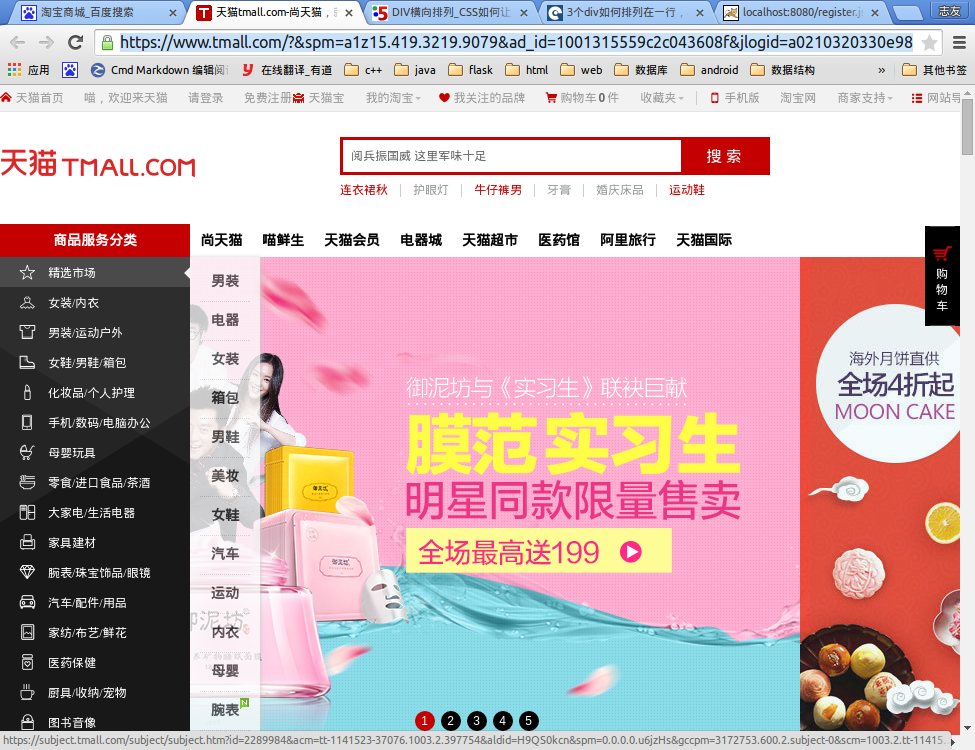 淘宝商城_百度搜索
天猫tmall.com-尚天猫，
DIV横向排列_CSS如何让
3个div如何排列在一行，
localhost:8080/register.js
志友
https://www.tmall.com/?&spm=a1z15.419.3219.9079&ad_id=1001315559c2c043608f&jlogid=a0210320330e98
应用
Cmd Markdown 编辑阅
在线翻译_有道
c++
java
flask
html
web
数据库
android
数据结构
»
其他书签
天猫首页
喵，欢迎来天猫
请登录
免费注册
天猫宝
我的淘宝
我关注的品牌
购物车0件
收藏夹
手机版
淘宝网
商家支持
网站导
天猫 TMALL.COM
阅兵振国威 这里军味十足
搜 索
连衣裙秋
护眼灯
牛仔裤男
牙膏
婚庆床品
运动鞋
商品服务分类
尚天猫
喵鲜生
天猫会员
电器城
天猫超市
医药馆
阿里旅行
天猫国际
购物车
精选市场
女装/内衣
男装/运动户外
女鞋/男鞋/箱包
化妆品/个人护理
手机/数码/电脑办公
母婴玩具
零食/进口食品/茶酒
大家电/生活电器
家具建材
腕表/珠宝饰品/眼镜
汽车/配件/用品
家纺/布艺/鲜花
医药保健
厨具/收纳/宠物
图书音像
男装
电器
女装
箱包
男鞋
美妆
女鞋
汽车
运动
内衣
母婴
腕表
御泥坊与《实习生》联袂巨献
膜范实习生
明星同款限量售卖
全场最高送199
御泥坊
御泥坊
海外月饼直供
全场4折起
MOON CAKE
1 2 3 4 5
https://subject.tmall.com/subject/subject.htm?id=2289984&acm=tt-1141523-37076.1003.2.397754&aldid=H9QS0kcn&spm=0.0.0.0.u6jzHs&gccpm=3172753.600.2.subject-0&scm=1003.2.tt-11415